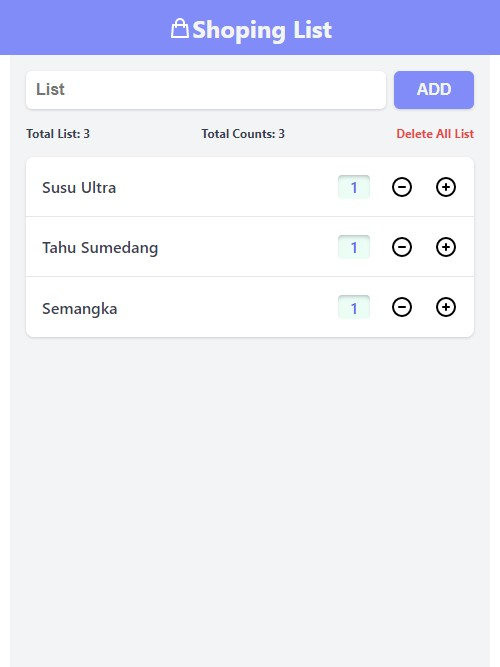 Shoping List
List ADD
Total List: 3 Total Counts: 3 Delete All List
Susu Ultra 1
Tahu Sumedang 1
Semangka 1